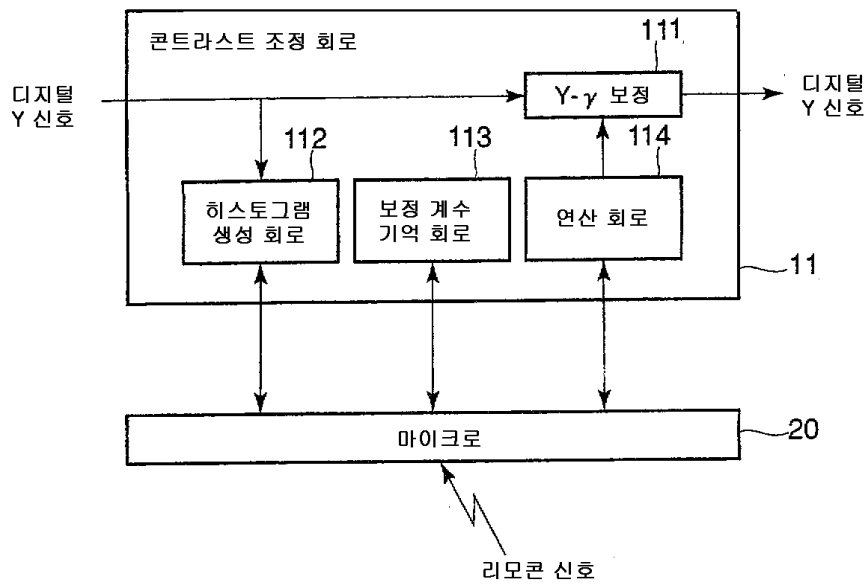 콘트라스트 조정 회로
111
디지털
Y 신호
Y-γ 보정
디지털
Y 신호
112
113
114
히스토그램
생성 회로
보정 계수
기억 회로
연산 회로
11
마이크로
20
리모콘 신호